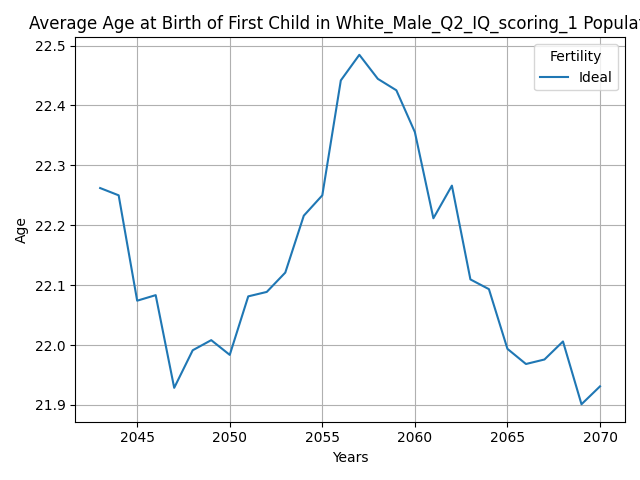 Average Age at Birth of First Child in White_Male_Q2_IQ_scoring_1 Populat
22.5
Fertility
Ideal
22.4
22.3
22.2
22.1
22.0
21.9
Age
2045 2050 2055 2060 2065 2070
Years